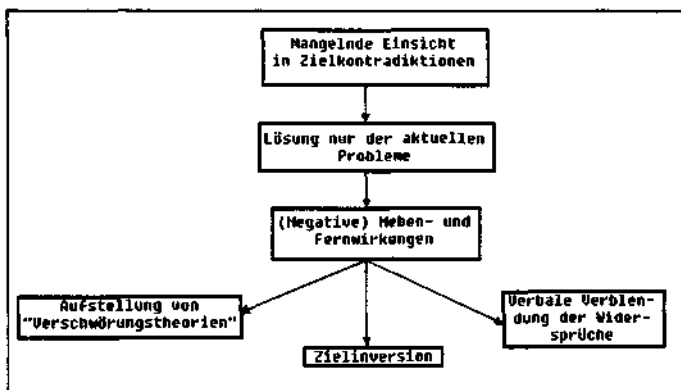 Mangelnde Einsicht
in Zielkontradiktionen
Lösung nur der aktuellen
Probleme
(Negative) Neben- und
Fernwirkungen
Aufstellung von
"Verschwörungstheorien"
Zielinversion
Verbale Verblen-
dung der Wider-
sprüche